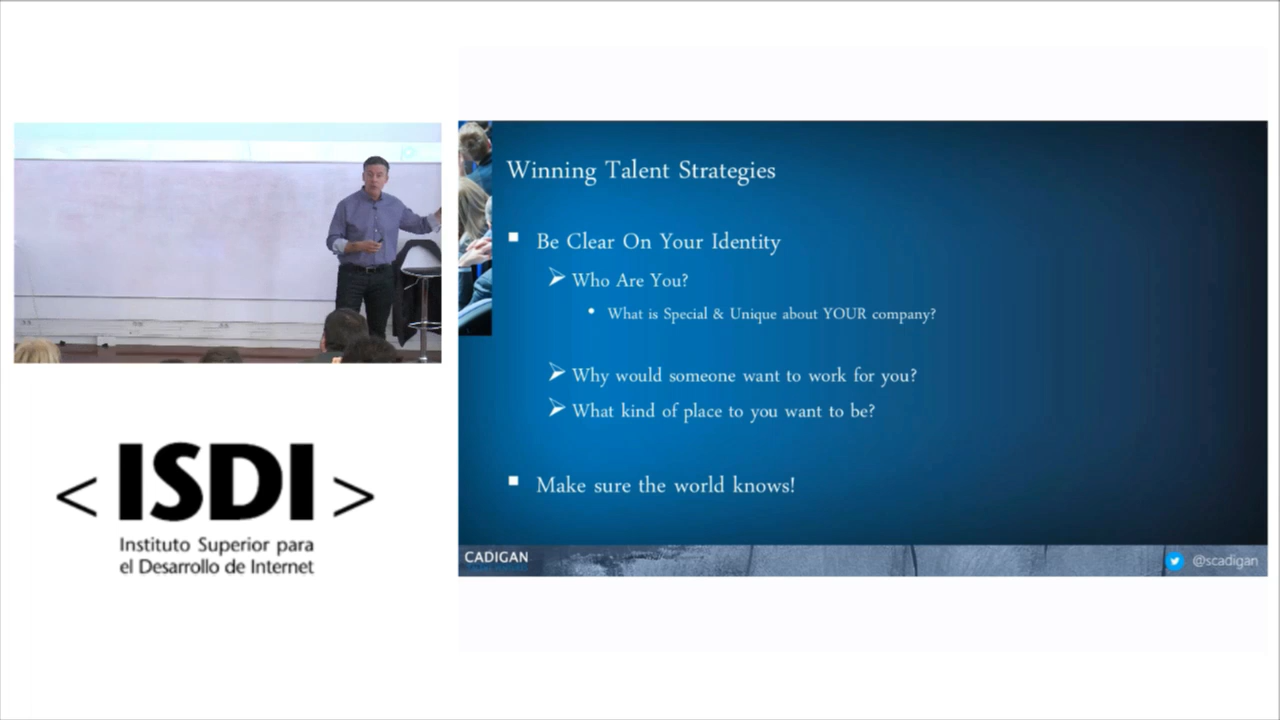 Winning Talent Strategies
Be Clear On Your Identity
Who Are You?
What is Special & Unique about YOUR company?
Why would someone want to work for you?
What kind of place to you want to be?
Make sure the world knows!
CADIGAN
@scadigan
<ISDI>
Instituto Superior para
el Desarrollo de Internet